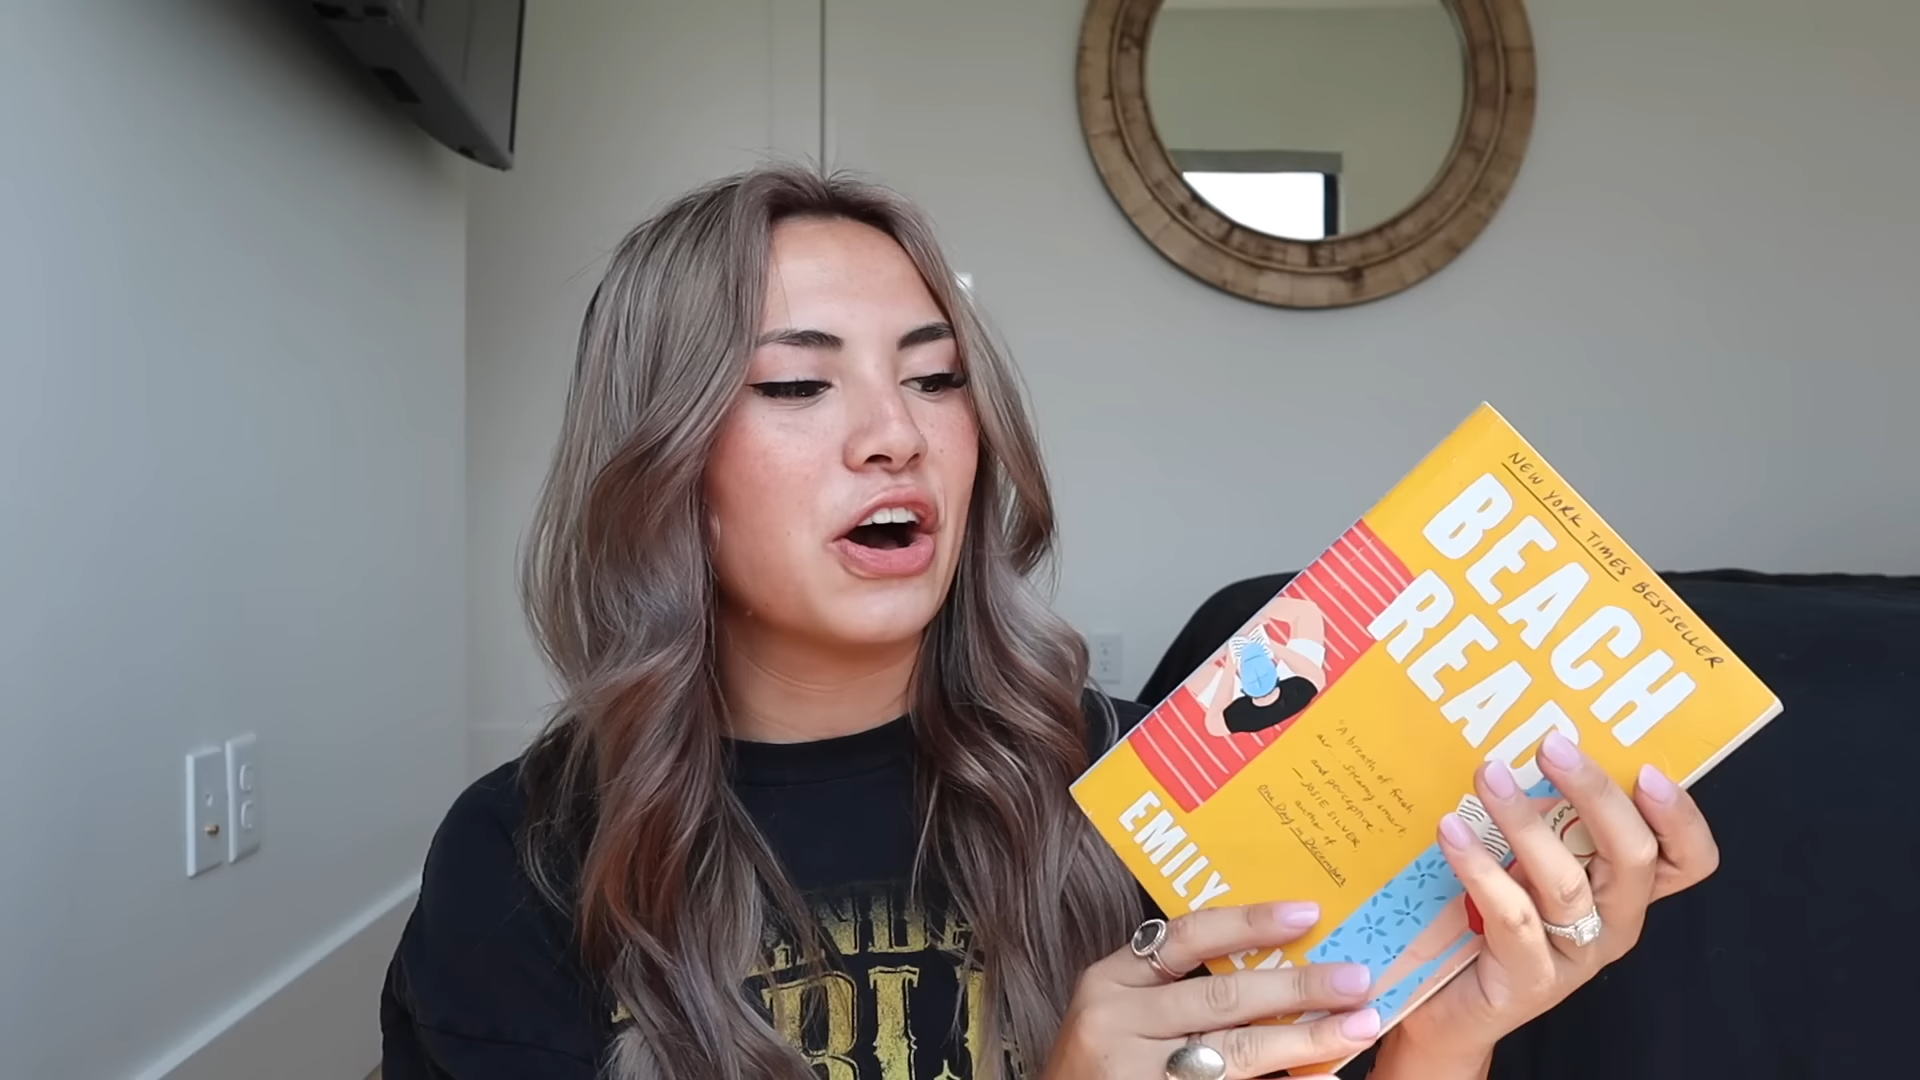 NEW YORK TIMES BESTSELLER
BEACH
READ
"A breath of fresh
air... steamy, smart,
and perceptive."
—JOSIE SILVER,
author of
One Day in December
EMILY